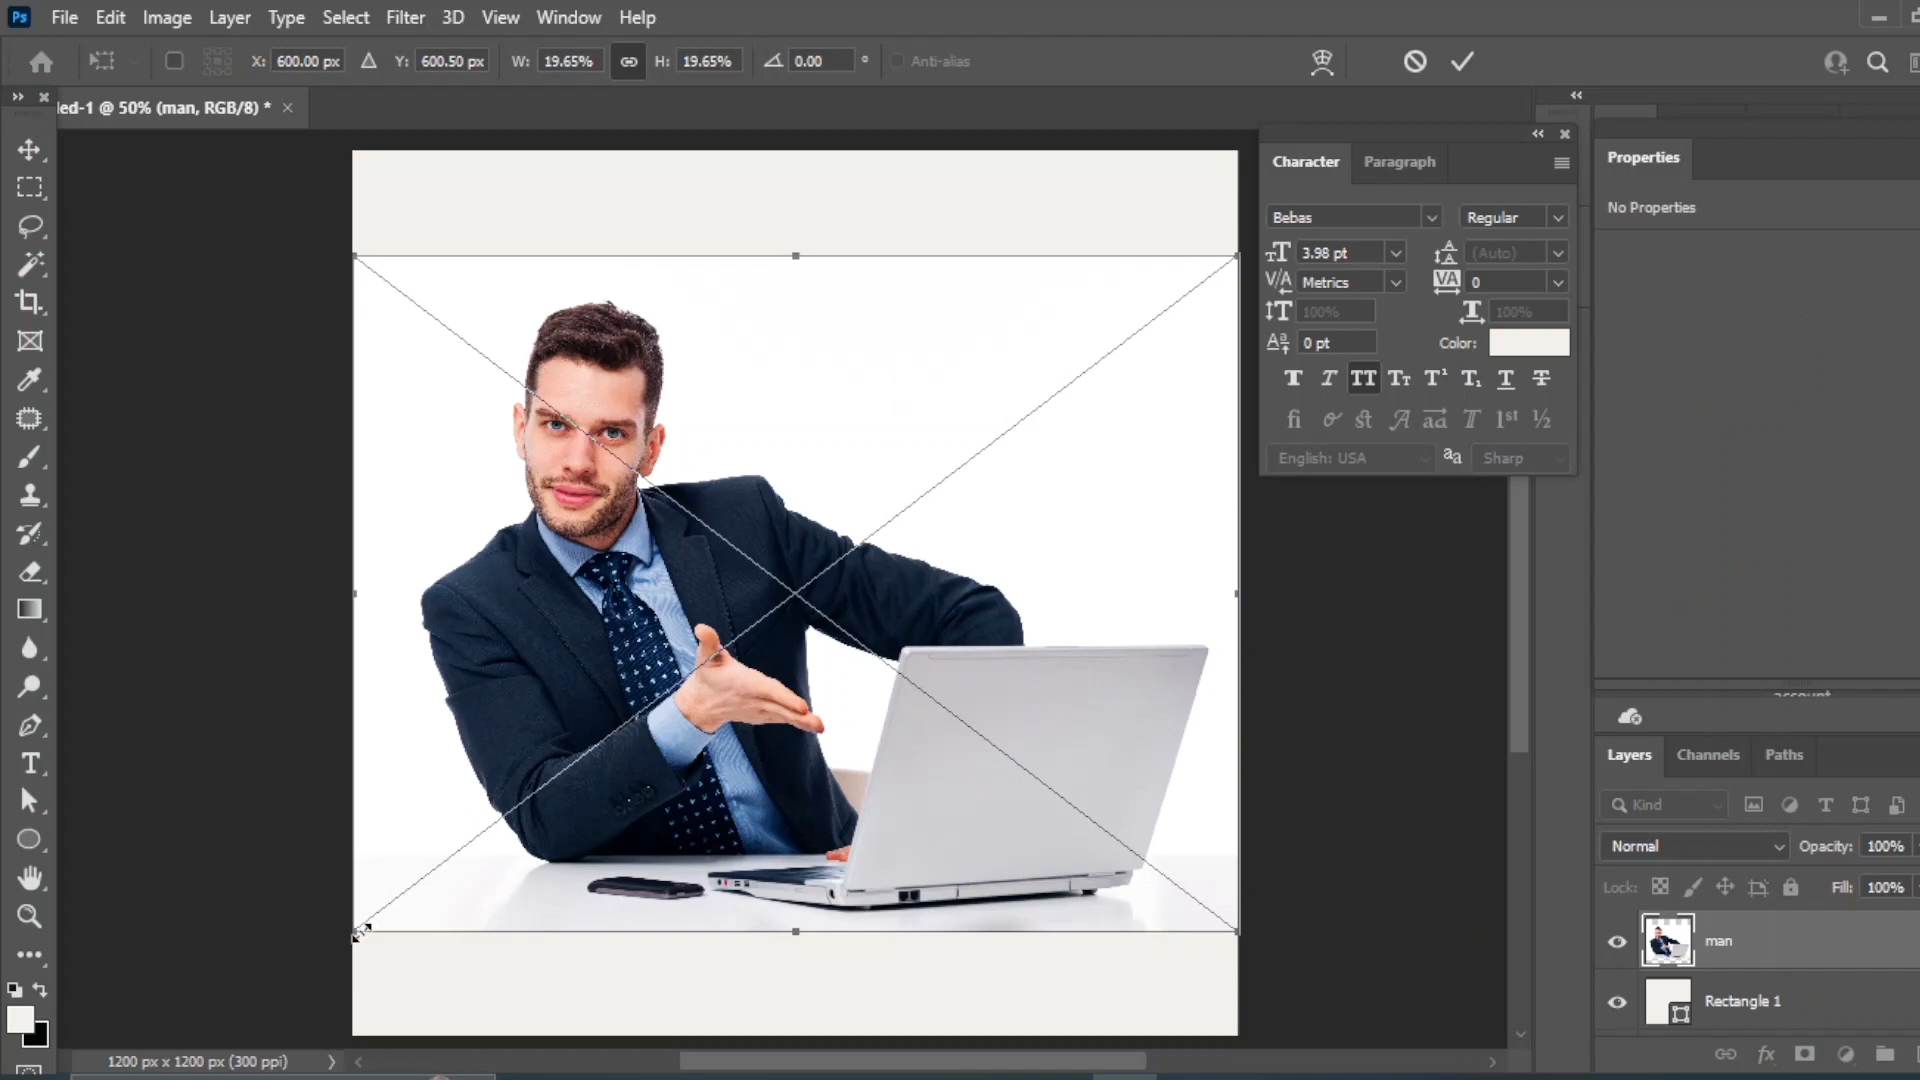 Ps File Edit Image Layer Type Select Filter 3D View Window Help
X: 600.00 px Y: 600.50 px W: 19.65% H: 19.65% 0.00 ° Anti-alias
led-1 @ 50% (man, RGB/8) * ×
Character Paragraph
Bebas Regular
3.98 pt (Auto)
Metrics 0
100% 100%
0 pt Color:
English: USA Sharp
Properties
No Properties
account
Layers Channels Paths
Kind
Normal Opacity: 100%
Lock: Fill: 100%
man
Rectangle 1
fx
1200 px x 1200 px (300 ppi)